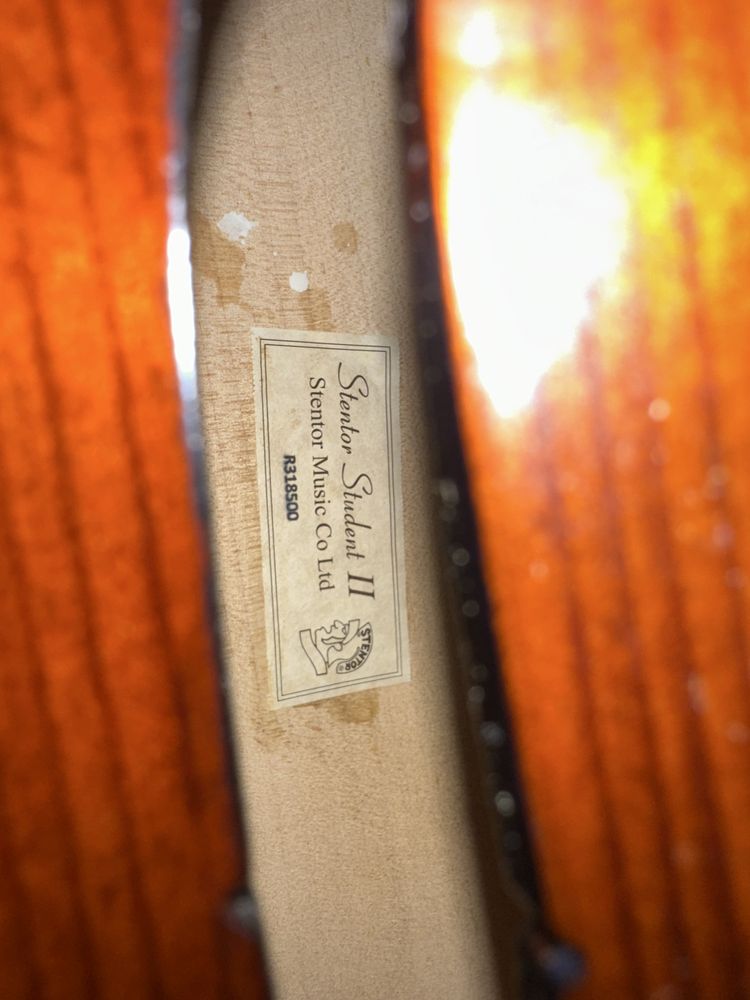 Stentor Student II
Stentor Music Co Ltd
R318500
STENTOR®